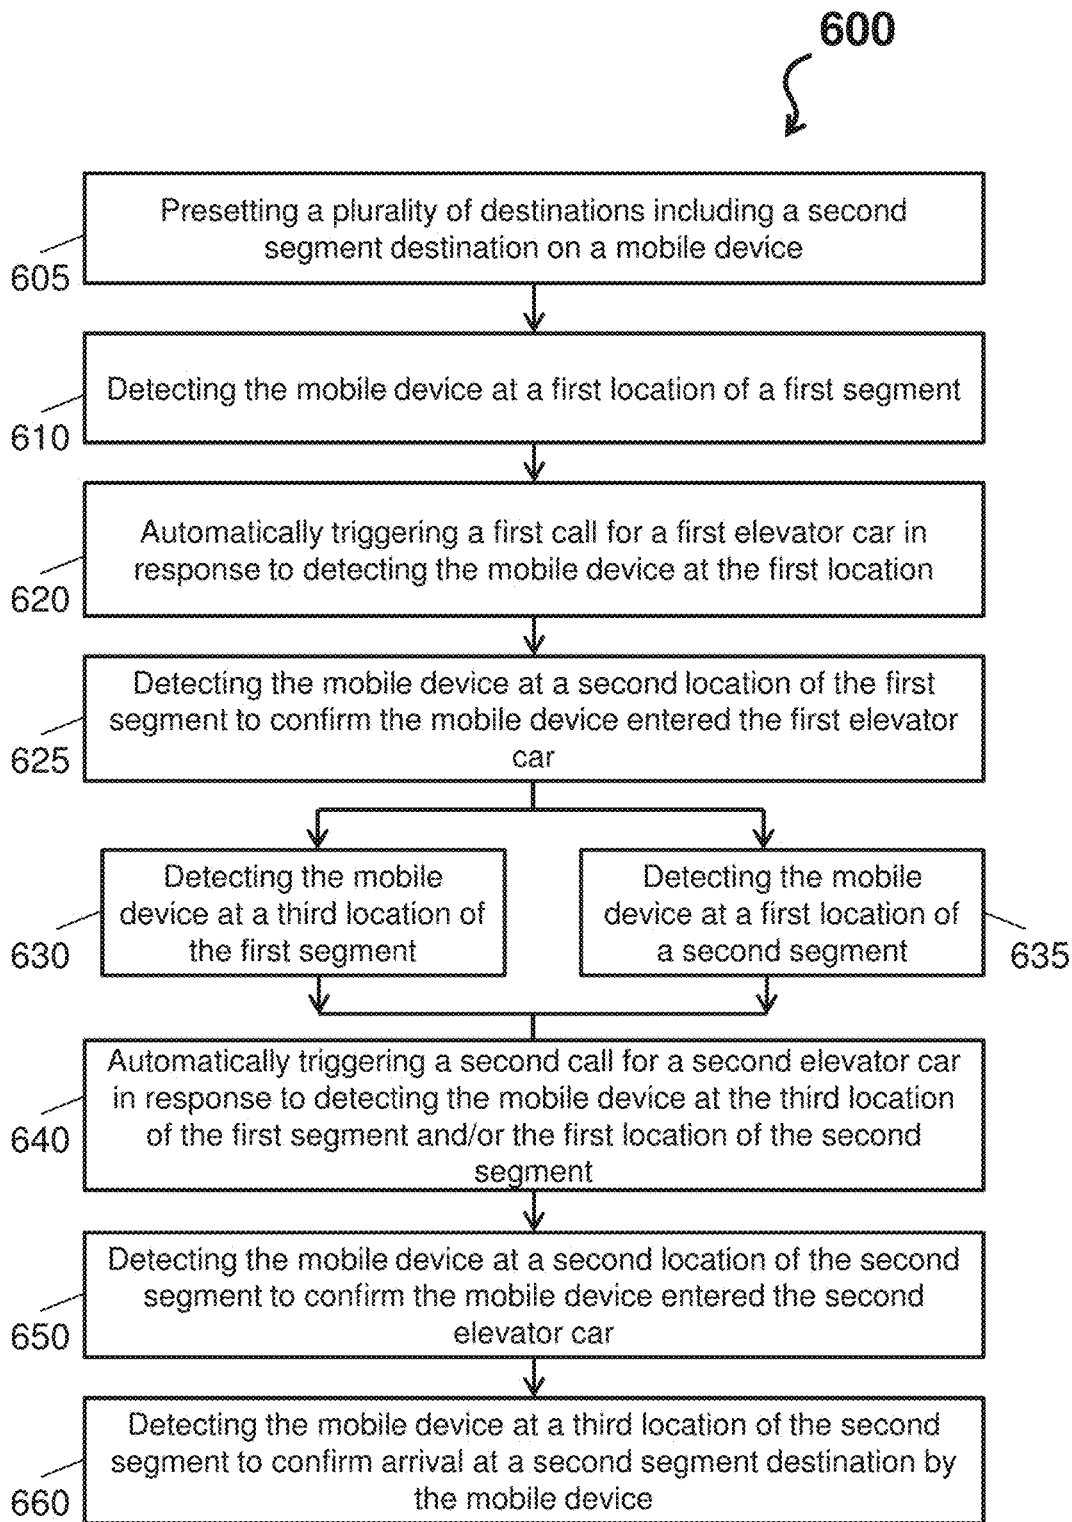 600
Presetting a plurality of destinations including a second
segment destination on a mobile device
605
Detecting the mobile device at a first location of a first segment
610
Automatically triggering a first call for a first elevator car in
response to detecting the mobile device at the first location
620
Detecting the mobile device at a second location of the first
segment to confirm the mobile device entered the first elevator
car
625
Detecting the mobile
device at a third location of
the first segment
630
Detecting the mobile
device at a first location of
a second segment
635
Automatically triggering a second call for a second elevator car
in response to detecting the mobile device at the third location
of the first segment and/or the first location of the second
segment
640
Detecting the mobile device at a second location of the second
segment to confirm the mobile device entered the second
elevator car
650
Detecting the mobile device at a third location of the second
segment to confirm arrival at a second segment destination by
the mobile device
660